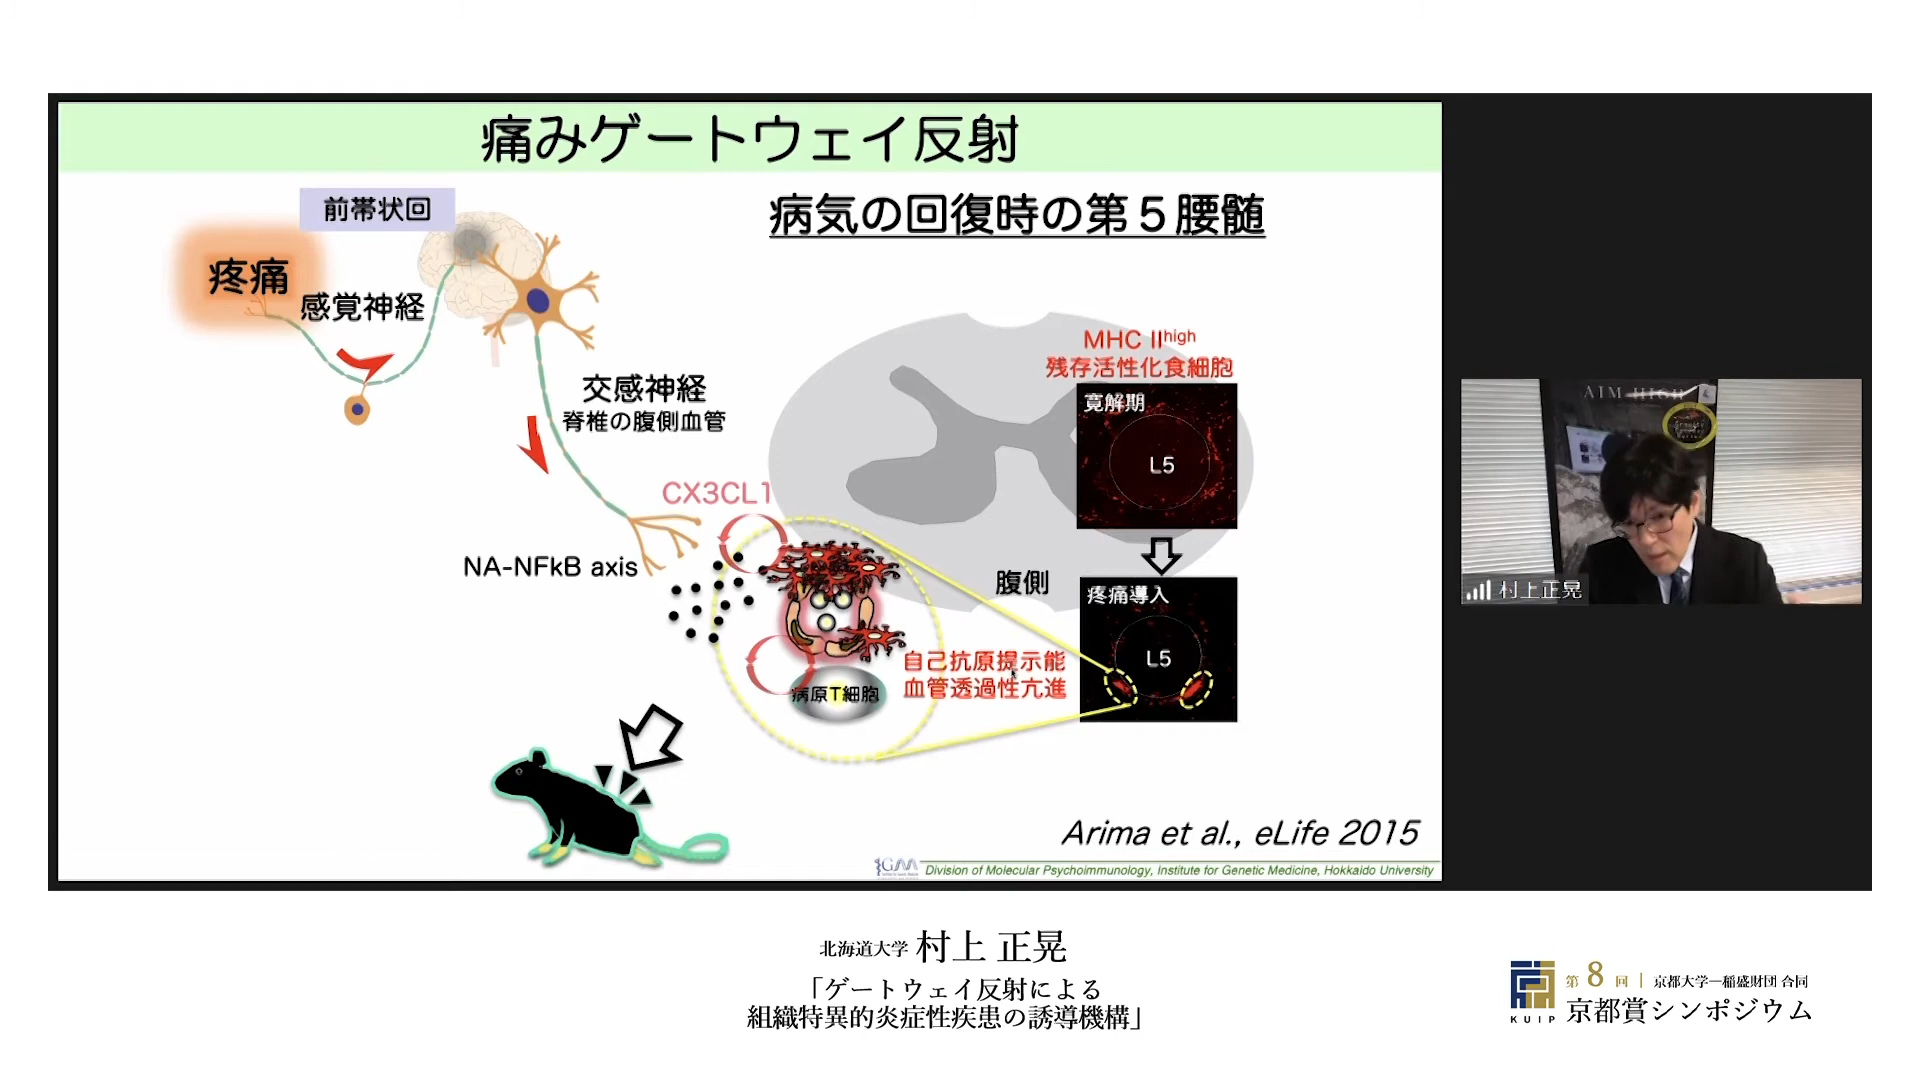 痛みゲートウェイ反射
前帯状回
病気の回復時の第５腰髄
疼痛
感覚神経
MHC IIhigh
残存活性化食細胞
交感神経
脊椎の腹側血管
寛解期
L5
CX3CL1
NA-NFkB axis
腹側
疼痛導入
L5
自己抗原提示能
血管透過性亢進
病原T細胞
Arima et al., eLife 2015
IGM
Division of Molecular Psychoimmunology, Institute for Genetic Medicine, Hokkaido University
AIM HIGH
村上正晃
北海道大学 村上 正晃
「ゲートウェイ反射による
組織特異的炎症性疾患の誘導機構」
第8回 | 京都大学―稲盛財団 合同
京都賞シンポジウム
KUIP